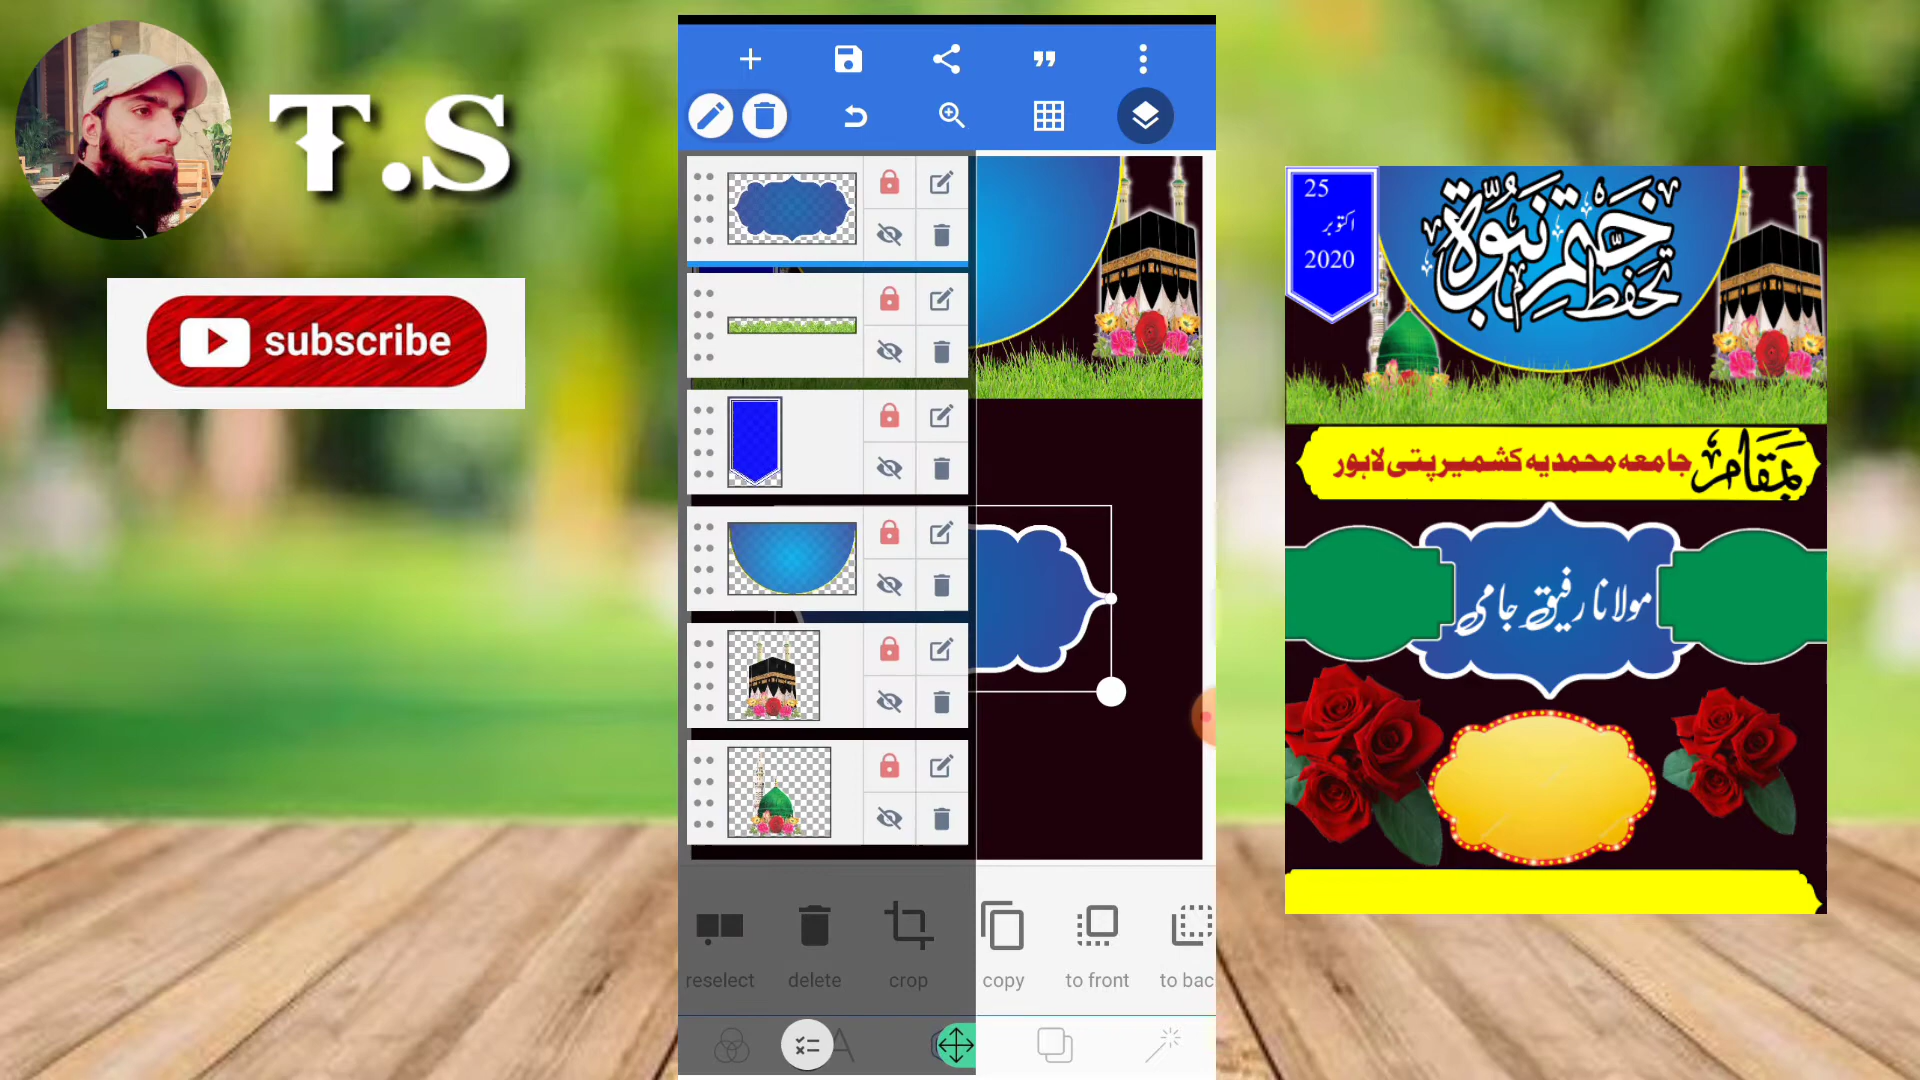 T.S
subscribe
reselect
delete
crop
copy
to front
to bac
25
اکتوبر
2020
تحفظ ختم نبوۃ
بمقام
جامعہ محمدیہ کشمیر پتی لاہور
مولانا رفیق جامی